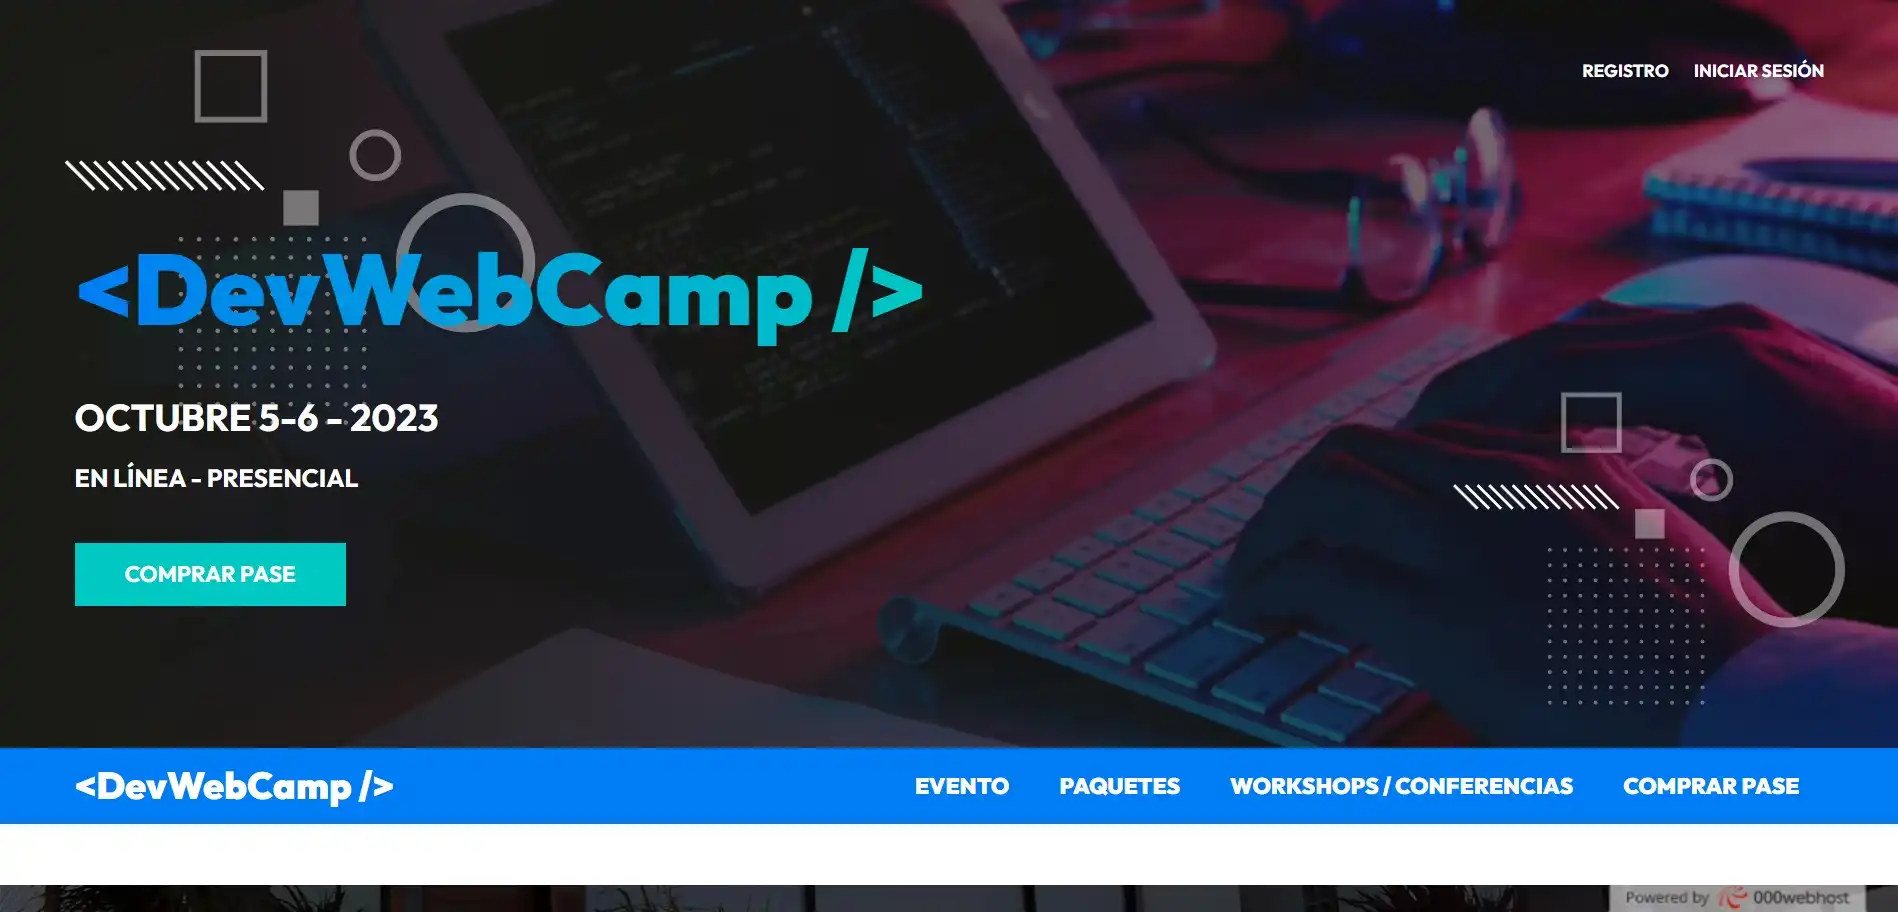 REGISTRO INICIAR SESIÓN
<DevWebCamp />
OCTUBRE 5-6 - 2023
EN LÍNEA - PRESENCIAL
COMPRAR PASE
<DevWebCamp /> EVENTO PAQUETES WORKSHOPS / CONFERENCIAS COMPRAR PASE
Powered by 000webhost